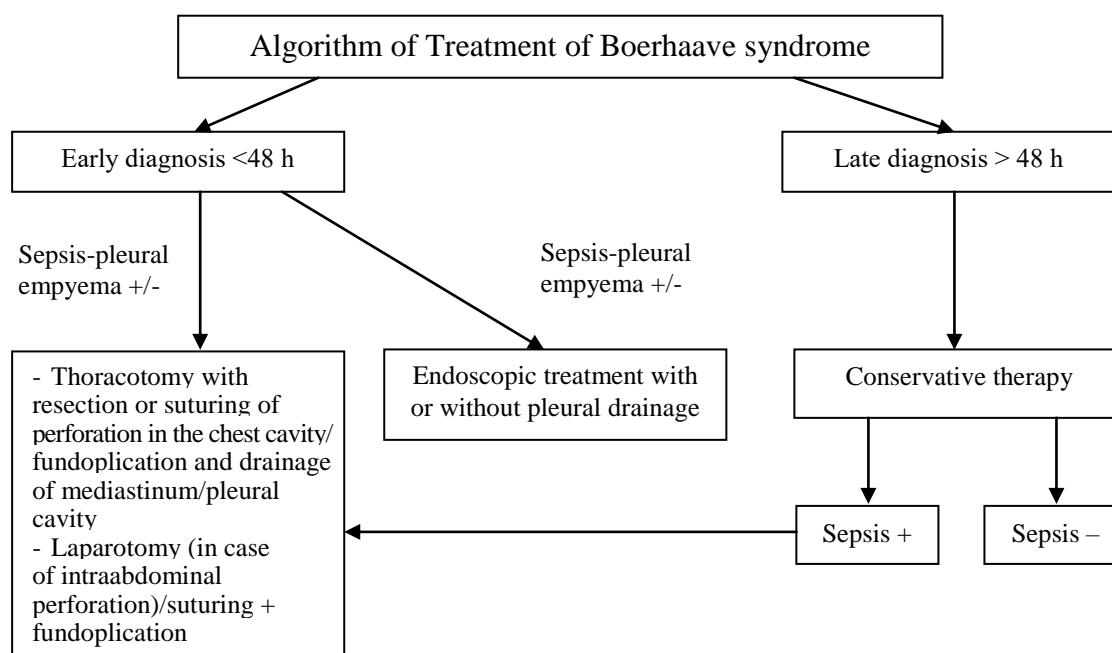 Algorithm of Treatment of Boerhaave syndrome
Early diagnosis <48 h
Late diagnosis > 48 h
Sepsis-pleural
empyema +/-
Sepsis-pleural
empyema +/-
- Thoracotomy with
resection or suturing of
perforation in the chest cavity/
fundoplication and drainage
of mediastinum/pleural
cavity
- Laparotomy (in case
of intraabdominal
perforation)/suturing +
fundoplication
Endoscopic treatment with
or without pleural drainage
Conservative therapy
Sepsis +
Sepsis –